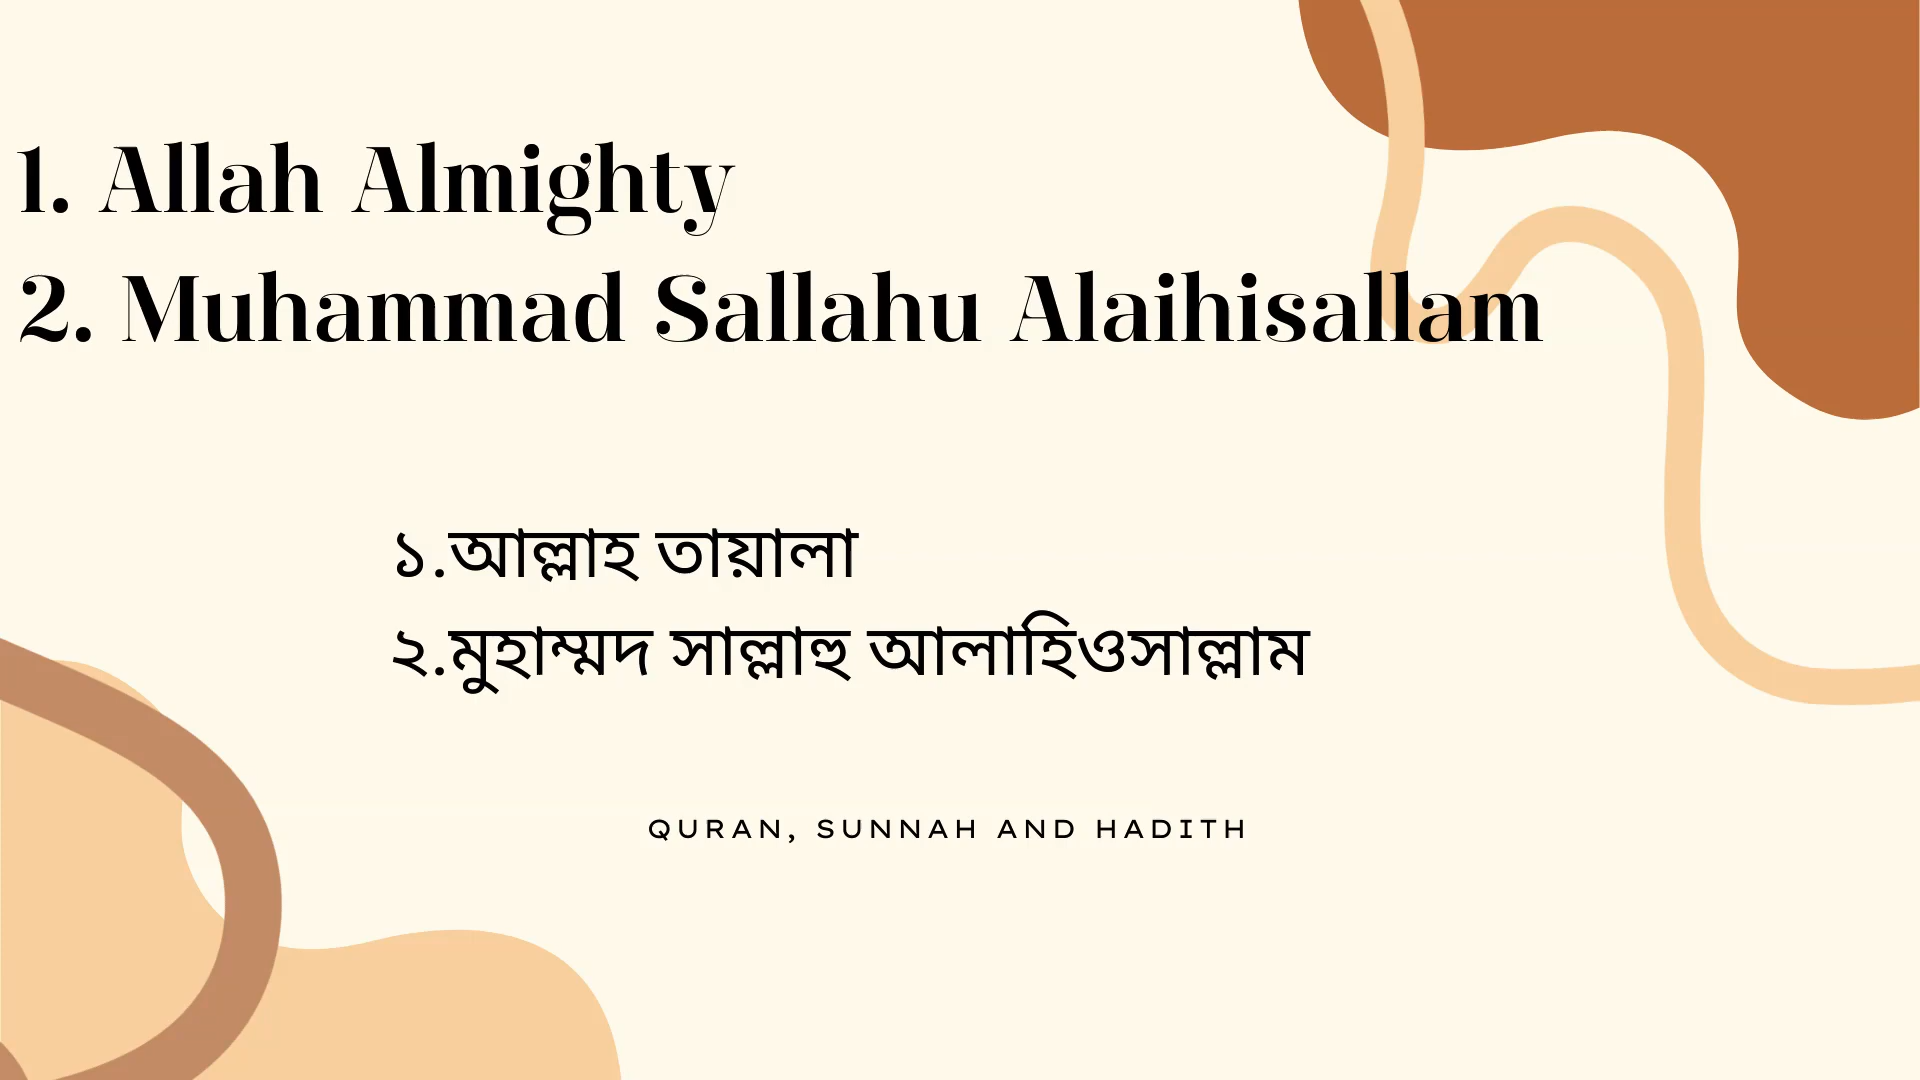 1. Allah Almighty
2. Muhammad Sallahu Alaihisallam
১.আল্লাহ তায়ালা
২.মুহাম্মদ সাল্লাহু আলাহিওসাল্লাম
QURAN, SUNNAH AND HADITH